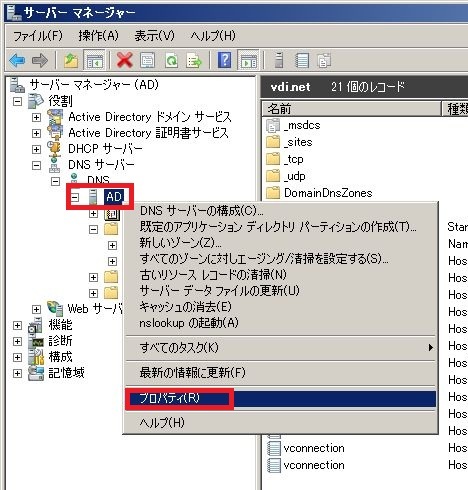 サーバー マネージャー
ファイル(F) 操作(A) 表示(V) ヘルプ(H)
サーバー マネージャー (AD)
役割
Active Directory ドメイン サービス
Active Directory 証明書サービス
DHCP サーバー
DNS サーバー
DNS
AD
Web サーバ
機能
診断
構成
記憶域
vdi.net 21 個のレコード
名前 種類
_msdcs
_sites
_tcp
_udp
DomainDnsZones
DNS サーバーの構成(C)...
既定のアプリケーション ディレクトリ パーティションの作成(T)...
新しいゾーン(Z)...
すべてのゾーンに対しエージング/清掃を設定する(S)...
古いリソース レコードの清掃(N)
サーバー データ ファイルの更新(U)
キャッシュの消去(E)
nslookup の起動(A)
すべてのタスク(K)
最新の情報に更新(F)
プロパティ(R)
ヘルプ(H)
Star
Nam
Hos
Hos
Hos
Hos
Hos
Hos
Hos
Hos
Hos
Hos
Hos
Hos
vconnection Hos
vconnection Hos